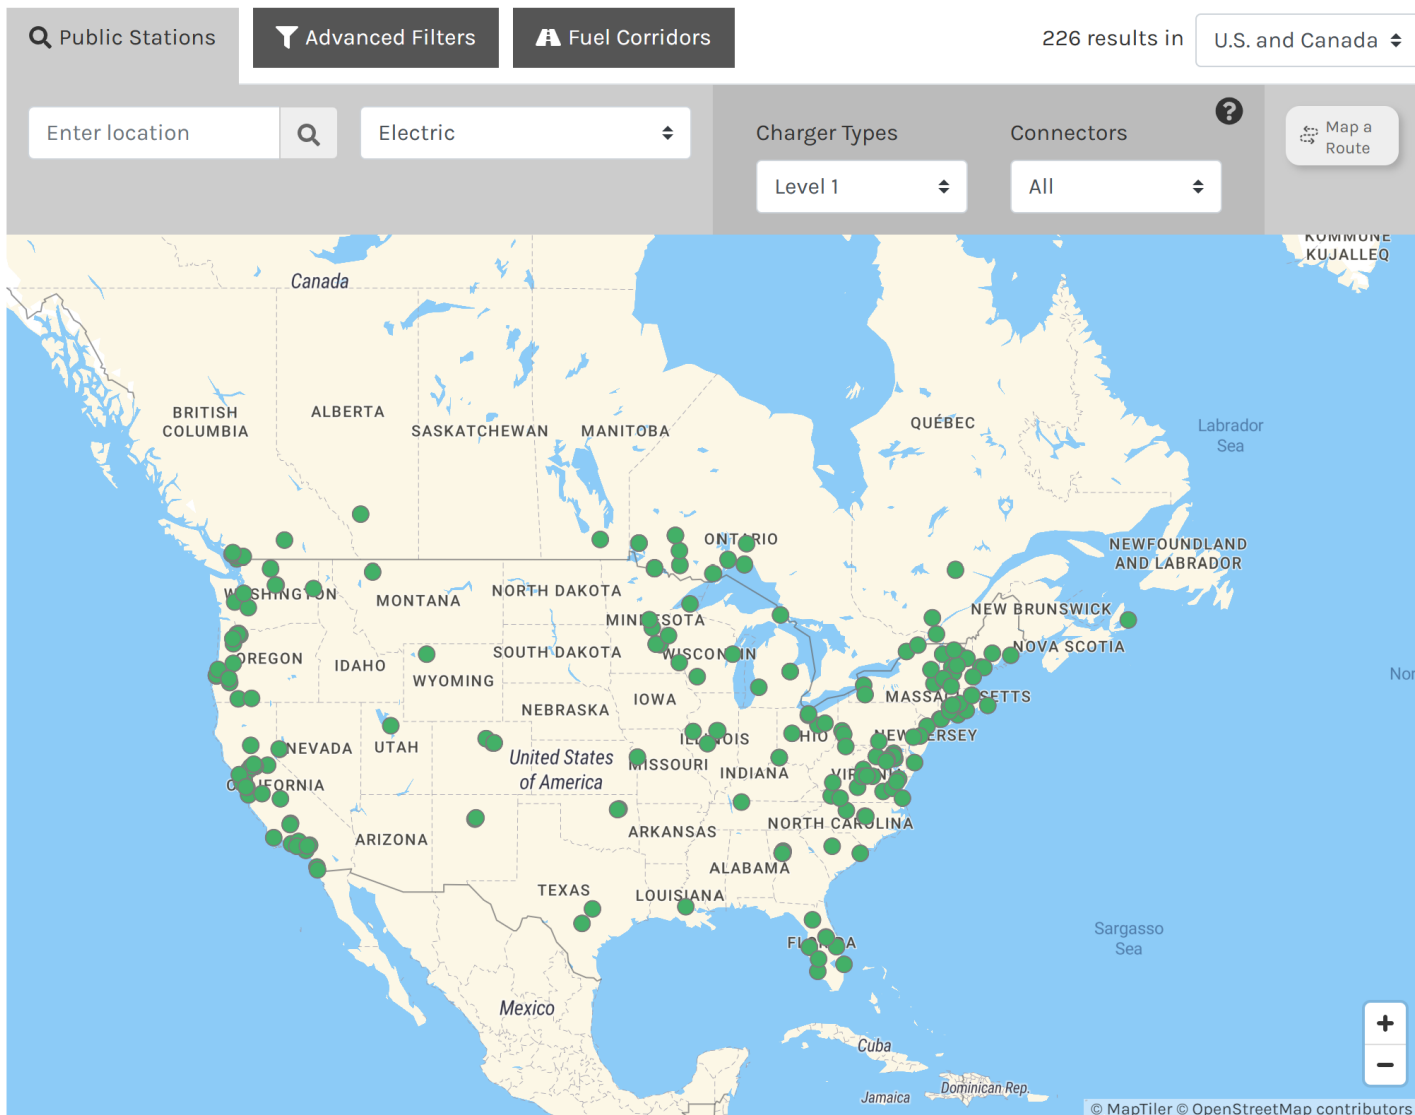 Public Stations
Advanced Filters
Fuel Corridors
226 results in
U.S. and Canada
Enter location
Electric
Charger Types
Connectors
?
Level 1
All
Map a
Route
KOMMUNE
KUJALLEQ
Canada
BRITISH
COLUMBIA
ALBERTA
SASKATCHEWAN
MANITOBA
QUÉBEC
Labrador
Sea
ONTARIO
NEWFOUNDLAND
AND LABRADOR
WASHINGTON
MONTANA
NORTH DAKOTA
MINNESOTA
NEW BRUNSWICK
NOVA SCOTIA
OREGON
IDAHO
SOUTH DAKOTA
WISCONSIN
WYOMING
Nor
IOWA
MASSACHUSETTS
NEBRASKA
NEVADA
UTAH
United States
of America
ILLINOIS
OHIO
NEW JERSEY
MISSOURI
INDIANA
VIRGINIA
CALIFORNIA
ARIZONA
ARKANSAS
NORTH CAROLINA
ALABAMA
TEXAS
LOUISIANA
FLORIDA
Sargasso
Sea
Mexico
+
−
Cuba
Jamaica
Dominican Rep.
© MapTiler © OpenStreetMap contributors